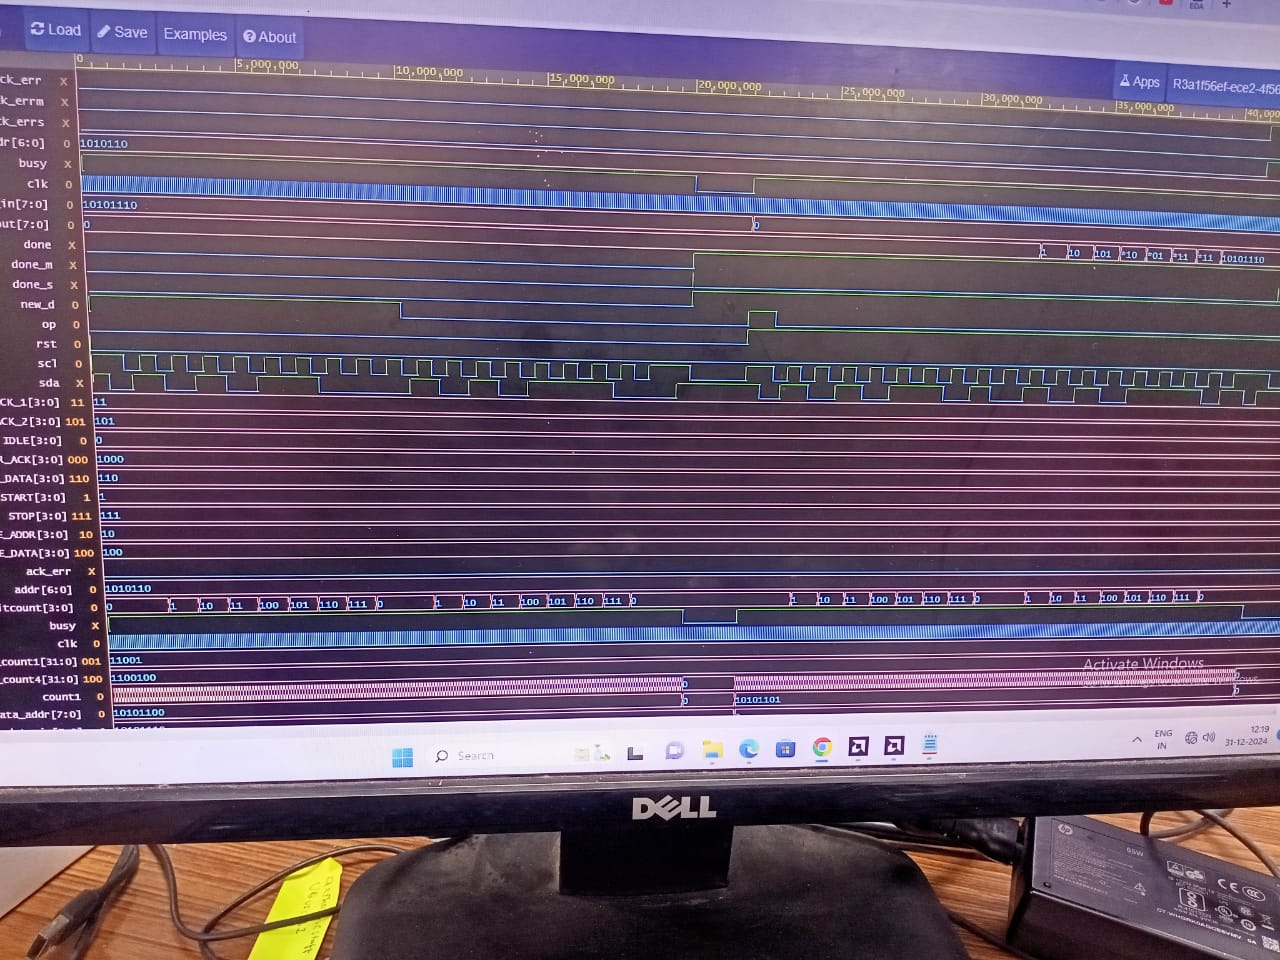 Load Save Examples About
Apps R3a1f56ef-ece2-4f56
0 5,000,000 10,000,000 15,000,000 20,000,000 25,000,000 30,000,000 35,000,000 40,000
ck_err x
k_errm x
k_errs x
dr[6:0] 0 1010110
busy x
clk 0
in[7:0] 0 10101110
out[7:0] 0 0 0 1 10 101 *10 *01 *11 *11 10101110
done x
done_m x
done_s x
new_d 0
op 0
rst 0
scl 0
sda x
CK_1[3:0] 11 11
CK_2[3:0] 101 101
IDLE[3:0] 0 0
R_ACK[3:0] 000 1000
_DATA[3:0] 110 110
START[3:0] 1 1
STOP[3:0] 111 111
E_ADDR[3:0] 10 10
E_DATA[3:0] 100 100
ack_err x
addr[6:0] 0 1010110
itcount[3:0] 0 0 1 10 11 100 101 110 111 0 1 10 11 100 101 110 111 0 1 10 11 100 101 110 111 0 1 10 11 100 101 110 111 0
busy x
clk 0
_count1[31:0] 001 11001
_count4[31:0] 100 1100100
count1 0 0 0
ata_addr[7:0] 0 10101100 10101101
Activate Windows
Search
ENG
IN
12:19
31-12-2024
DELL
hp
65W